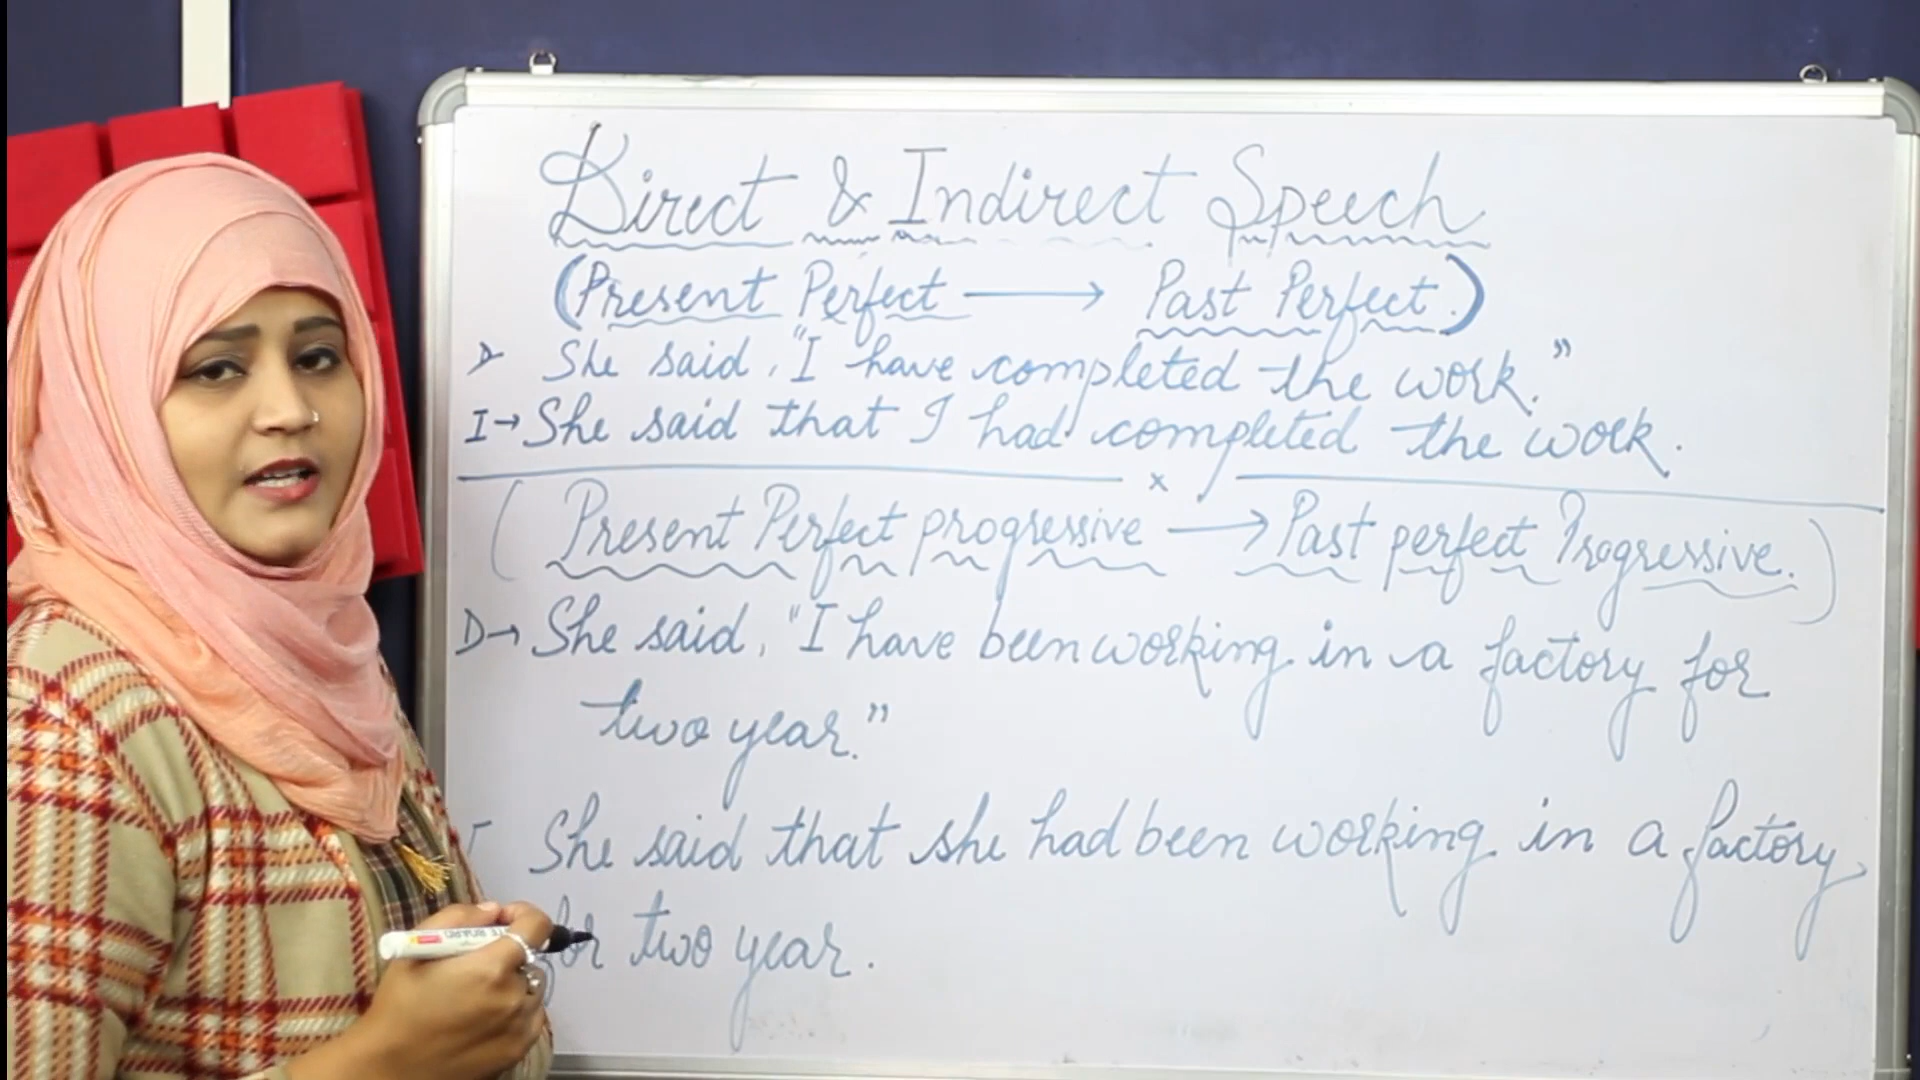 Direct & Indirect Speech
(Present Perfect → Past Perfect.)
D She said, "I have completed the work."
I→ She said that I had completed the work.
x
(Present Perfect progressive → Past perfect Progressive.)
D→ She said, "I have been working in a factory for
two year."
I She said that she had been working in a factory
for two year.